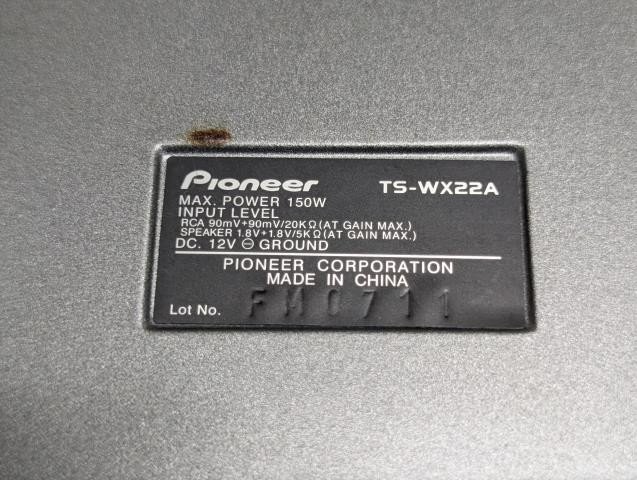 Pioneer TS-WX22A
MAX. POWER 150W
INPUT LEVEL
RCA 90mV+90mV/20KΩ(AT GAIN MAX.)
SPEAKER 1.8V+1.8V/5KΩ(AT GAIN MAX.)
DC. 12V ⊖ GROUND
PIONEER CORPORATION
MADE IN CHINA
Lot No. FMC711